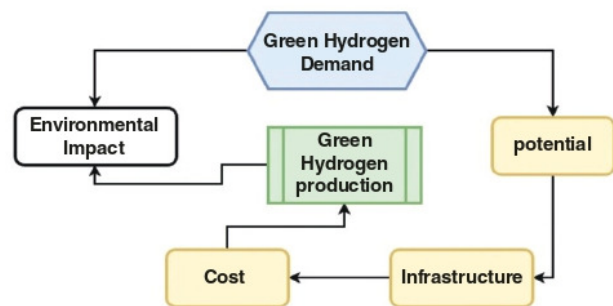 Green Hydrogen
Demand
Environmental
Impact
Green
Hydrogen
production
potential
Cost
Infrastructure